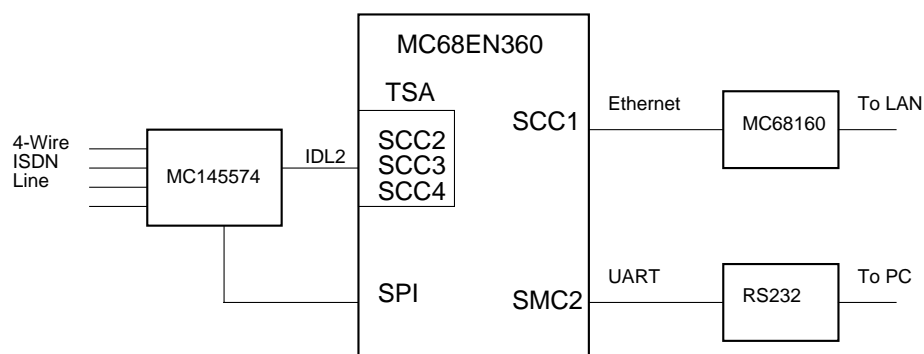 MC68EN360
TSA
SCC2
SCC3
SCC4
SCC1
Ethernet
MC68160
To LAN
4-Wire
ISDN
Line
MC145574
IDL2
SPI
SMC2
UART
RS232
To PC